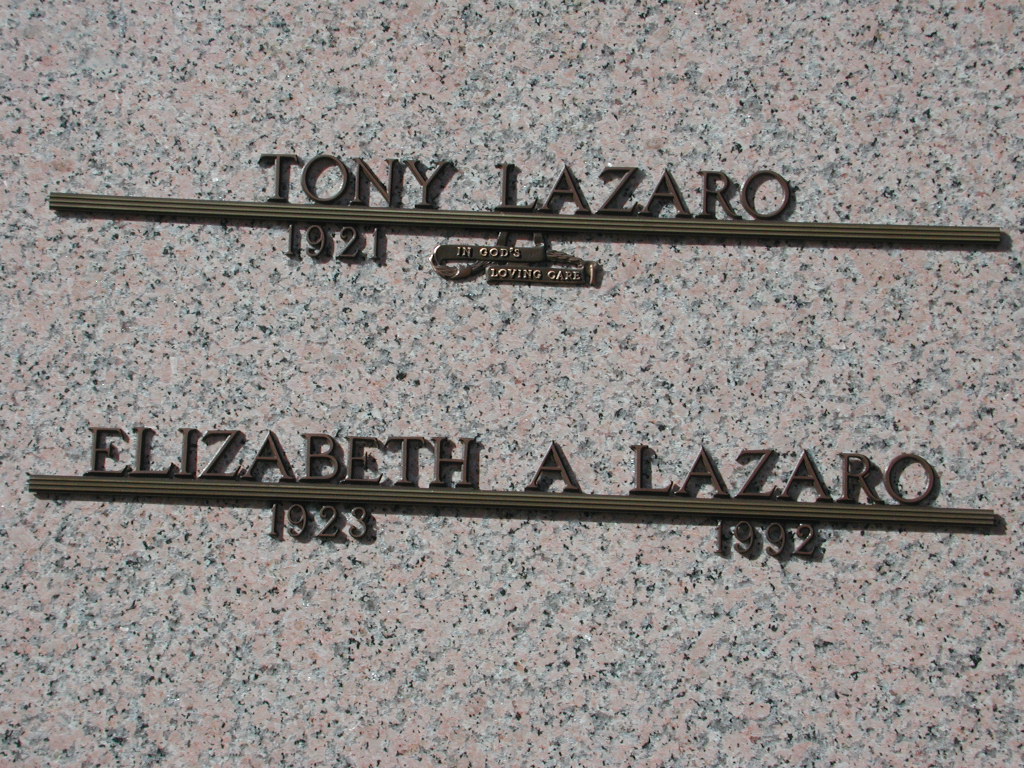 TONY LAZARO
1921
IN GOD'S
LOVING CARE
ELIZABETH A LAZARO
1923 1992